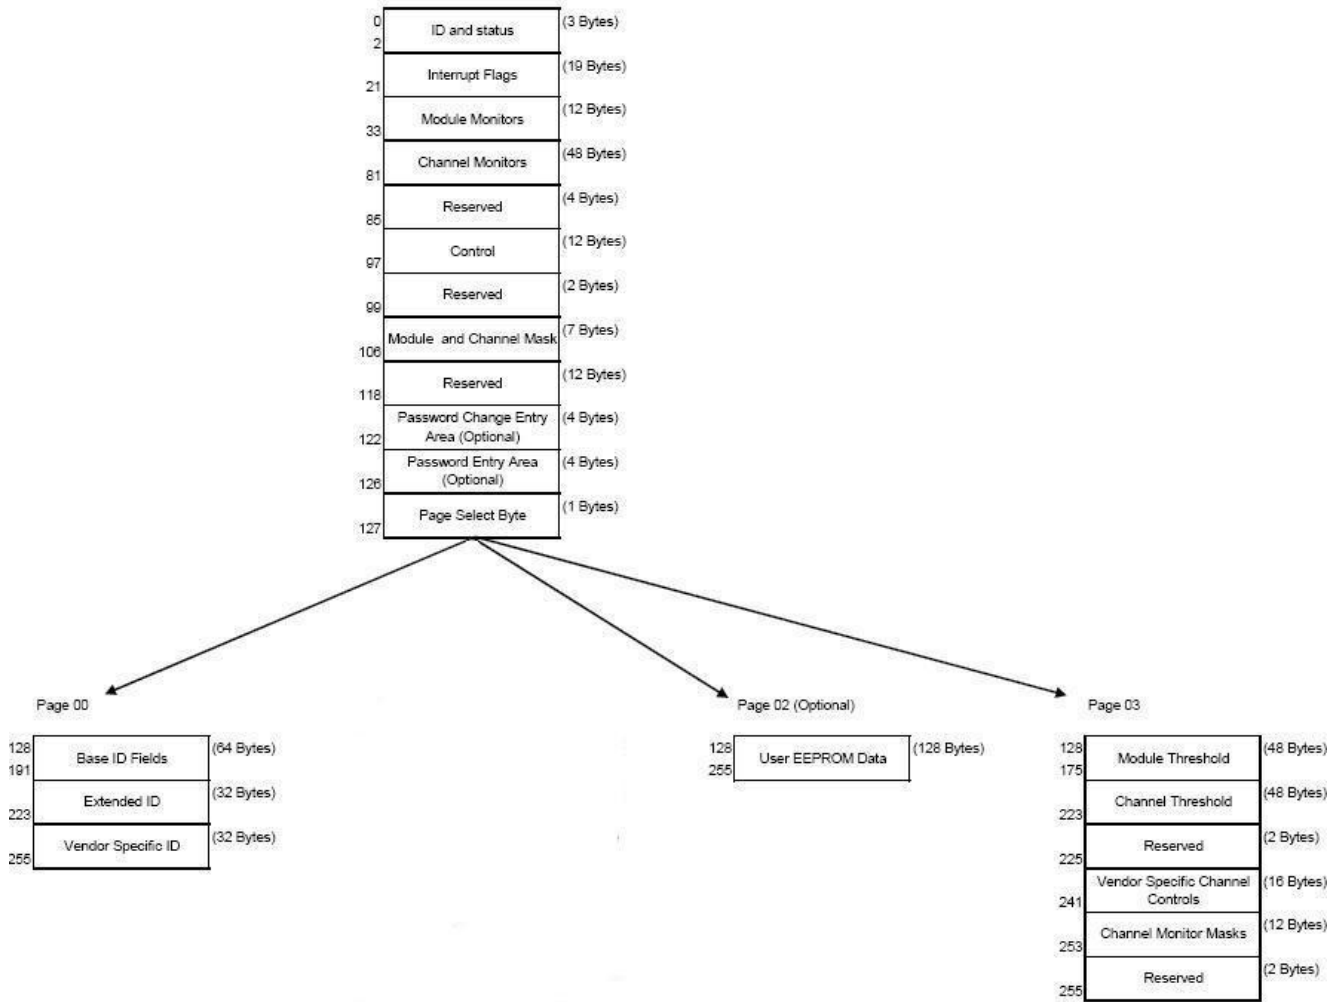 0 ID and status (3 Bytes)
2
Interrupt Flags (19 Bytes)
21
Module Monitors (12 Bytes)
33
Channel Monitors (48 Bytes)
81
Reserved (4 Bytes)
85
Control (12 Bytes)
97
Reserved (2 Bytes)
99
Module and Channel Mask (7 Bytes)
106
Reserved (12 Bytes)
118
Password Change Entry (4 Bytes)
122 Area (Optional)
Password Entry Area (4 Bytes)
126 (Optional)
Page Select Byte (1 Bytes)
127
Page 00
128 Base ID Fields (64 Bytes)
191
Extended ID (32 Bytes)
223
Vendor Specific ID (32 Bytes)
255
Page 02 (Optional)
128 User EEPROM Data (128 Bytes)
255
Page 03
128 Module Threshold (48 Bytes)
175
Channel Threshold (48 Bytes)
223
Reserved (2 Bytes)
225
Vendor Specific Channel (16 Bytes)
241 Controls
Channel Monitor Masks (12 Bytes)
253
Reserved (2 Bytes)
255